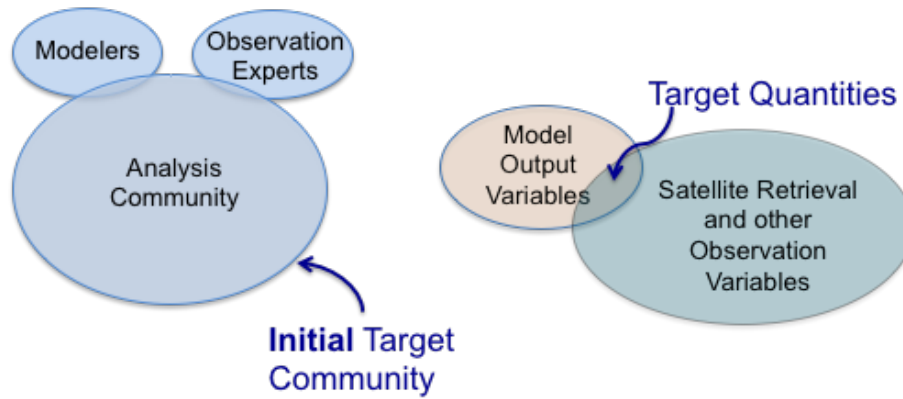 Modelers
Observation
Experts
Analysis
Community
Initial Target
Community
Target Quantities
Model
Output
Variables
Satellite Retrieval
and other
Observation
Variables